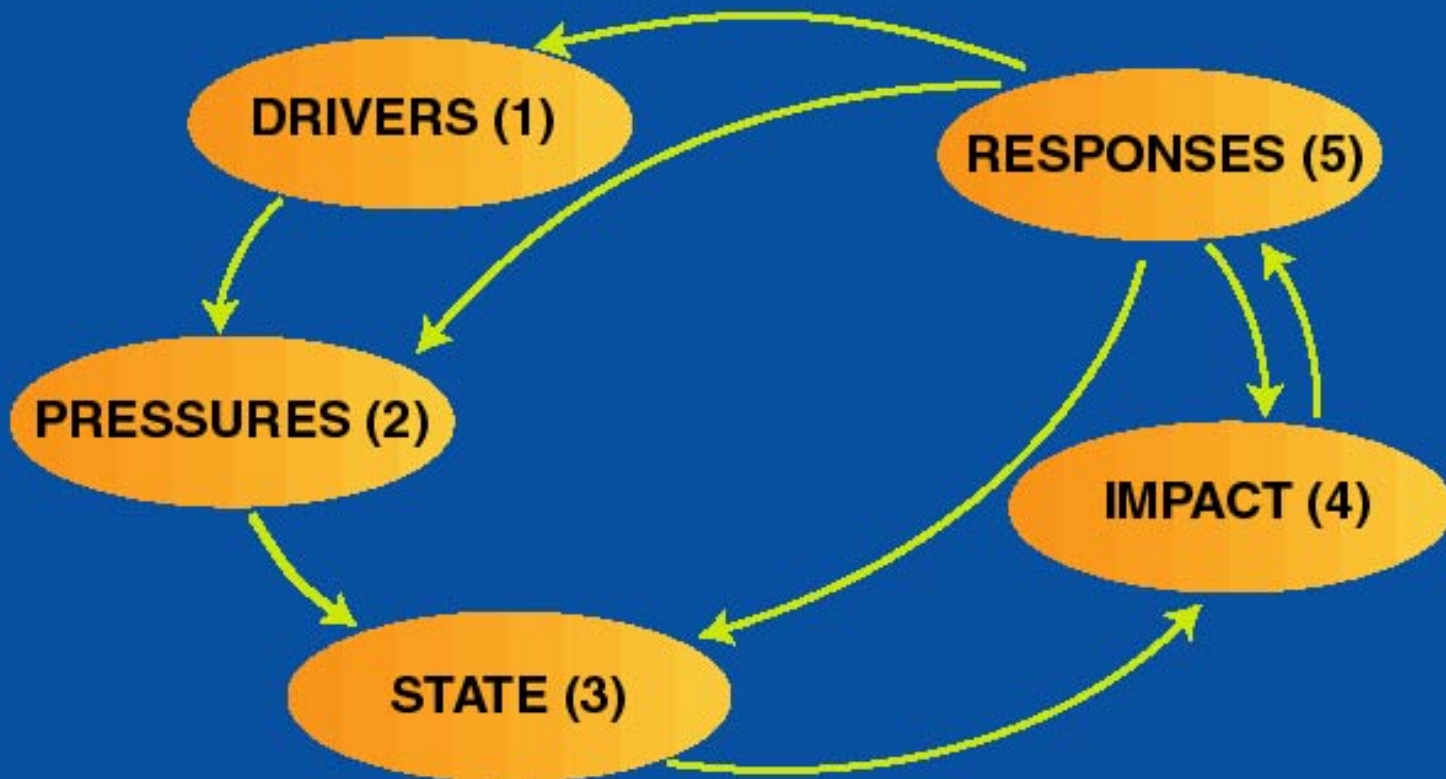 DRIVERS (1)
RESPONSES (5)
PRESSURES (2)
IMPACT (4)
STATE (3)